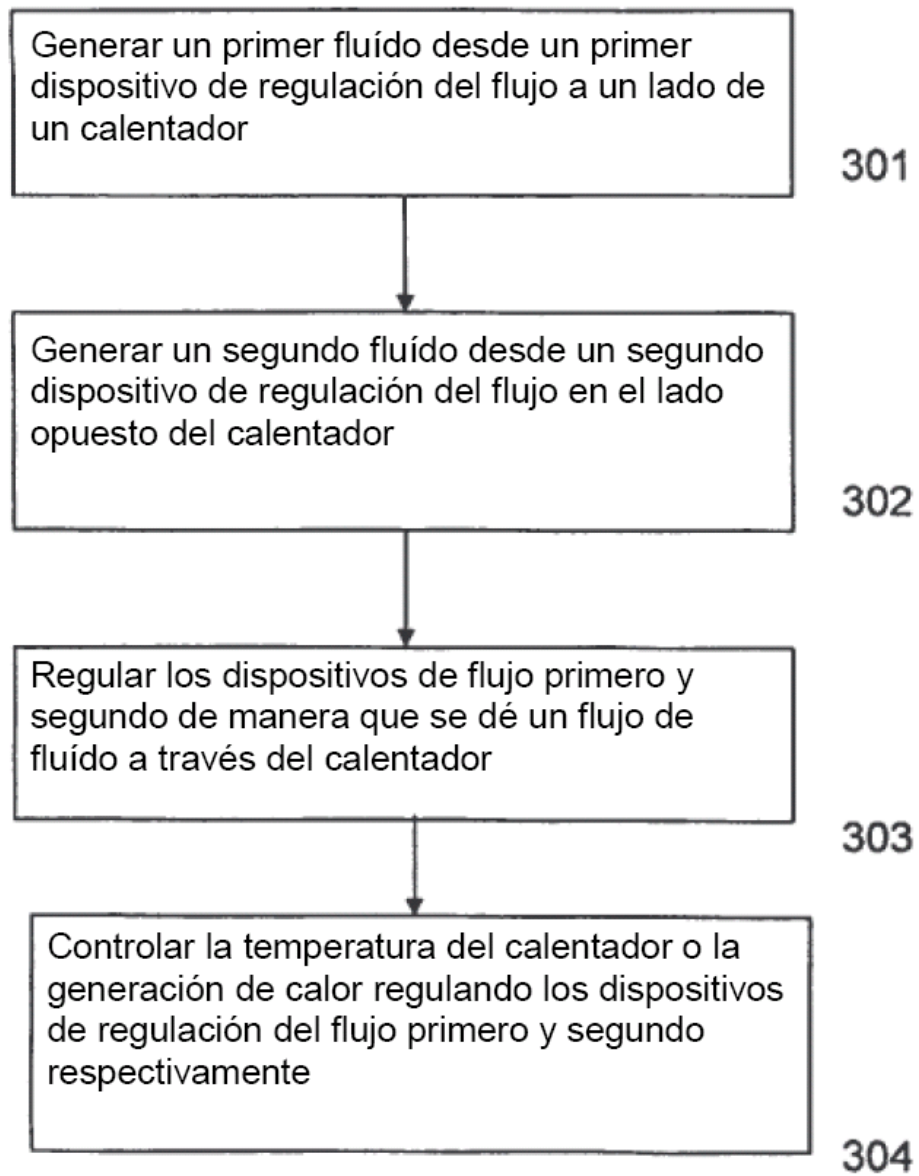 Generar un primer fluído desde un primer
dispositivo de regulación del flujo a un lado de
un calentador
301
Generar un segundo fluído desde un segundo
dispositivo de regulación del flujo en el lado
opuesto del calentador
302
Regular los dispositivos de flujo primero y
segundo de manera que se dé un flujo de
fluído a través del calentador
303
Controlar la temperatura del calentador o la
generación de calor regulando los dispositivos
de regulación del flujo primero y segundo
respectivamente
304